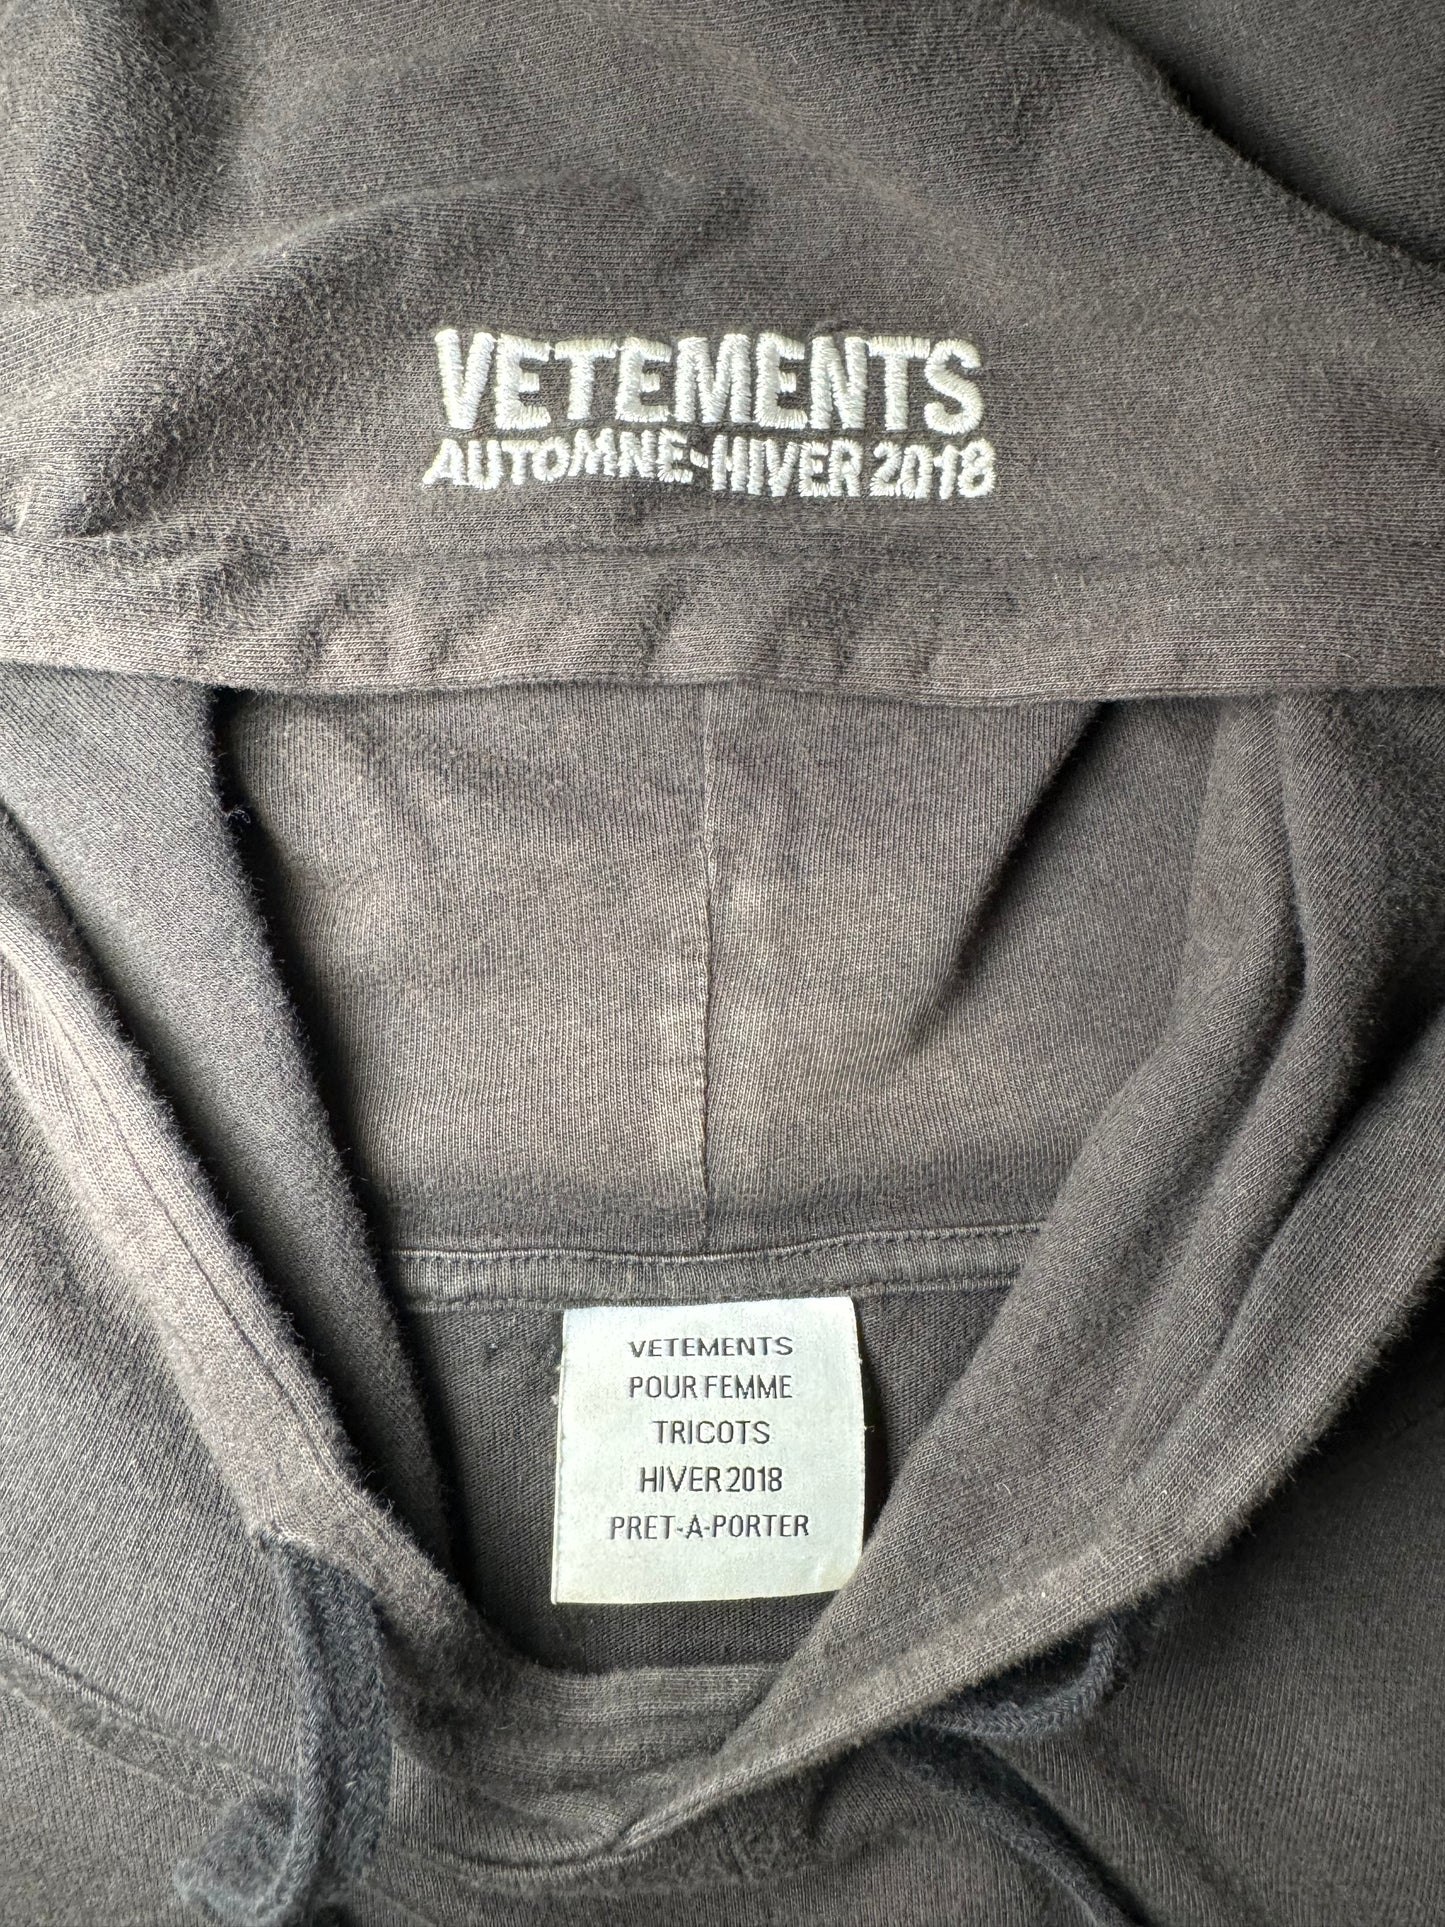 VETEMENTS
AUTOMNE-HIVER 2018
VETEMENTS
POUR FEMME
TRICOTS
HIVER 2018
PRET-A-PORTER